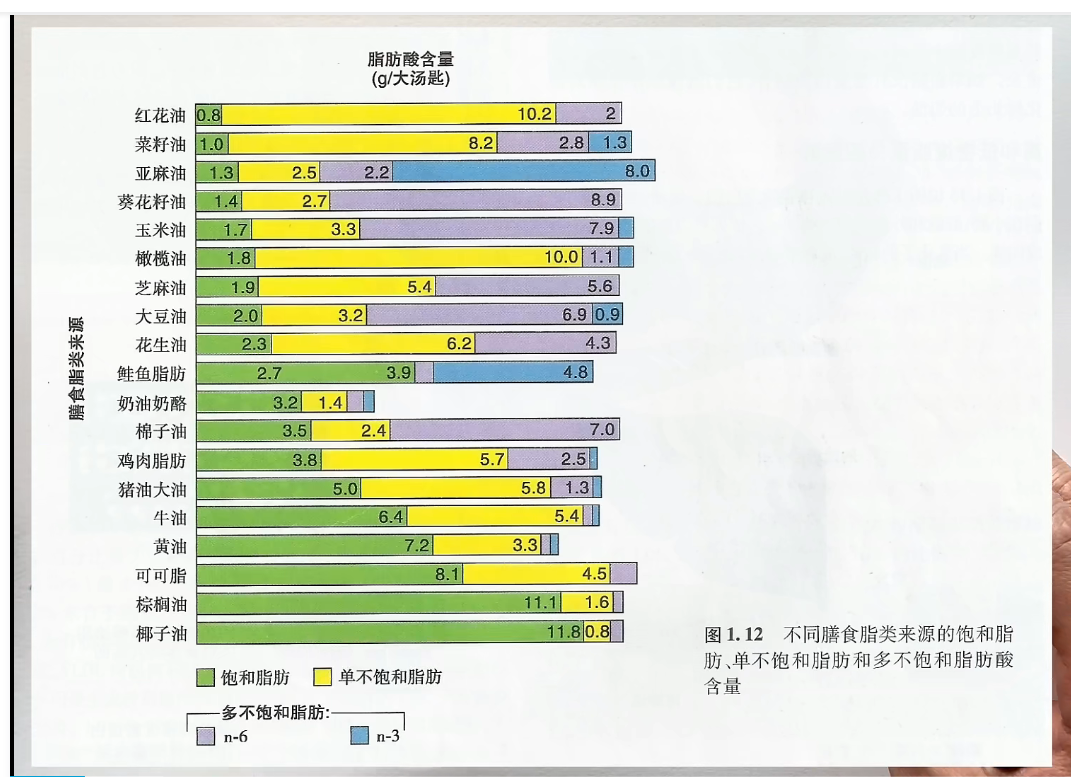 脂肪酸含量
(g/大汤匙)
膳食脂类来源
红花油 0.8 10.2 2
菜籽油 1.0 8.2 2.8 1.3
亚麻油 1.3 2.5 2.2 8.0
葵花籽油 1.4 2.7 8.9
玉米油 1.7 3.3 7.9
橄榄油 1.8 10.0 1.1
芝麻油 1.9 5.4 5.6
大豆油 2.0 3.2 6.9 0.9
花生油 2.3 6.2 4.3
鲑鱼脂肪 2.7 3.9 4.8
奶油奶酪 3.2 1.4
棉子油 3.5 2.4 7.0
鸡肉脂肪 3.8 5.7 2.5
猪油大油 5.0 5.8 1.3
牛油 6.4 5.4
黄油 7.2 3.3
可可脂 8.1 4.5
棕榈油 11.1 1.6
椰子油 11.8 0.8
饱和脂肪 单不饱和脂肪
多不饱和脂肪:
n-6 n-3
图1.12 不同膳食脂类来源的饱和脂
肪、单不饱和脂肪和多不饱和脂肪酸
含量